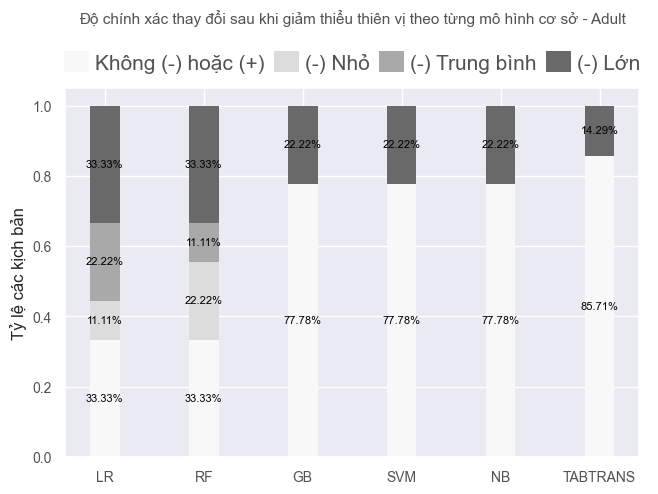 Độ chính xác thay đổi sau khi giảm thiểu thiên vị theo từng mô hình cơ sở - Adult
Không (-) hoặc (+) (-) Nhỏ (-) Trung bình (-) Lớn
Tỷ lệ các kịch bản
1.0
0.8
0.6
0.4
0.2
0.0
33.33% 33.33% 22.22% 22.22% 22.22% 14.29%
22.22% 11.11%
11.11% 22.22% 77.78% 77.78% 77.78% 85.71%
33.33% 33.33%
LR RF GB SVM NB TABTRANS